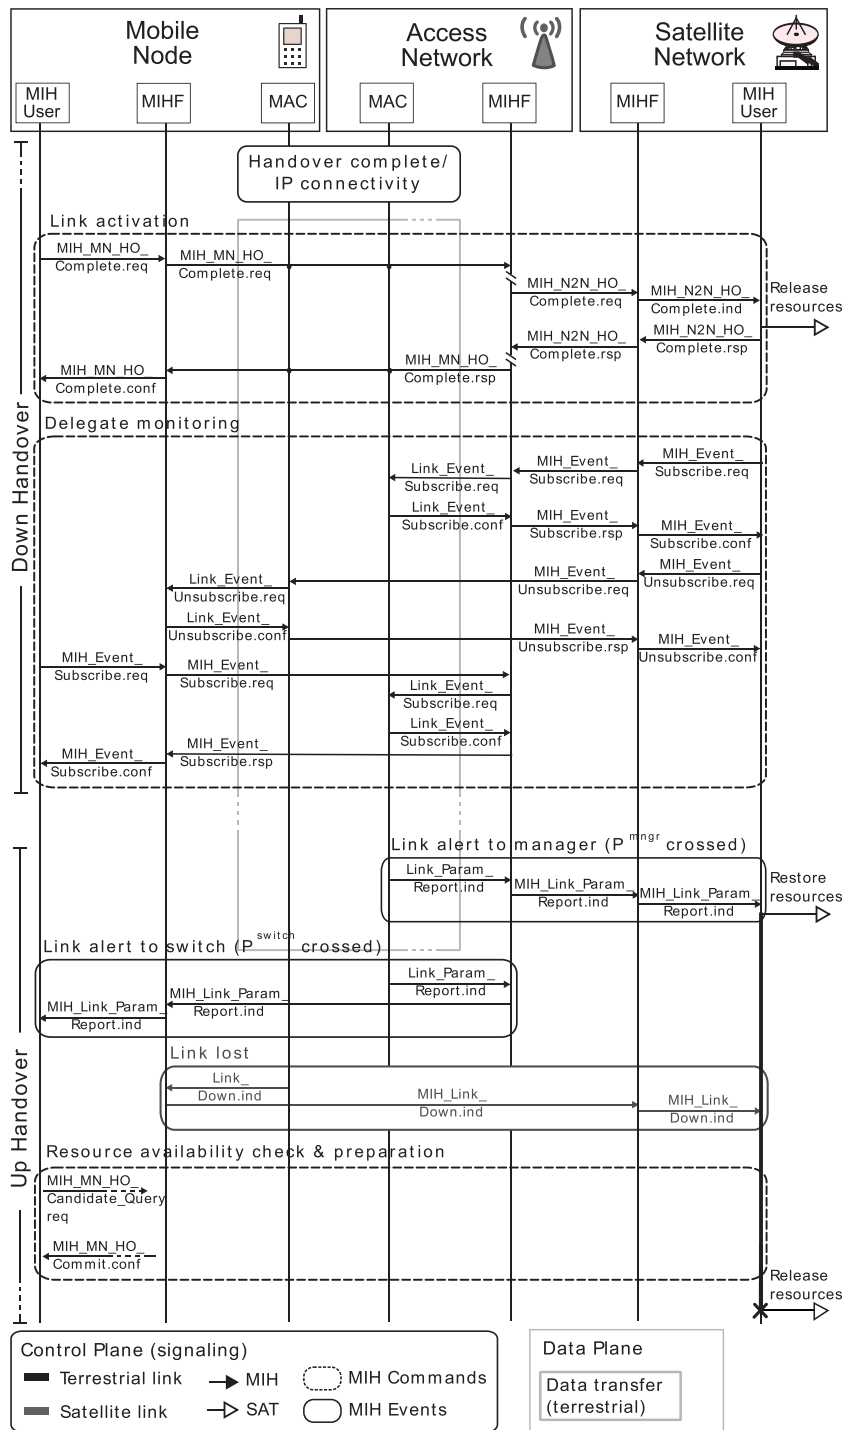 Mobile
Node
Access
Network
Satellite
Network
MIH
User
MIHF
MAC
MAC
MIHF
MIHF
MIH
User
Handover complete/
IP connectivity
Link activation
MIH_MN_HO_
Complete.req
MIH_MN_HO_
Complete.req
MIH_N2N_HO_
Complete.req
MIH_N2N_HO_
Complete.ind
Release
resources
MIH_N2N_HO_
Complete.rsp
MIH_N2N_HO_
Complete.rsp
MIH_MN_HO_
Complete.rsp
MIH_MN_HO_
Complete.conf
Down Handover
Delegate monitoring
MIH_Event_
Subscribe.req
MIH_Event_
Subscribe.req
Link_Event_
Subscribe.req
Link_Event_
Subscribe.conf
MIH_Event_
Subscribe.rsp
MIH_Event_
Subscribe.conf
MIH_Event_
Unsubscribe.req
MIH_Event_
Unsubscribe.req
Link_Event_
Unsubscribe.req
Link_Event_
Unsubscribe.conf
MIH_Event_
Unsubscribe.rsp
MIH_Event_
Unsubscribe.conf
MIH_Event_
Subscribe.req
MIH_Event_
Subscribe.req
Link_Event_
Subscribe.req
Link_Event_
Subscribe.conf
MIH_Event_
Subscribe.rsp
MIH_Event_
Subscribe.conf
Up Handover
Link alert to manager (P mngr crossed)
Link_Param_
Report.ind
MIH_Link_Param_
Report.ind
MIH_Link_Param_
Report.ind
Restore
resources
Link alert to switch (P switch crossed)
Link_Param_
Report.ind
MIH_Link_Param_
Report.ind
MIH_Link_Param_
Report.ind
Link lost
Link_
Down.ind
MIH_Link_
Down.ind
MIH_Link_
Down.ind
Resource availability check & preparation
MIH_MN_HO_
Candidate_Query
req
MIH_MN_HO_
Commit.conf
Release
resources
Control Plane (signaling)
Terrestrial link
MIH
MIH Commands
Satellite link
SAT
MIH Events
Data Plane
Data transfer
(terrestrial)